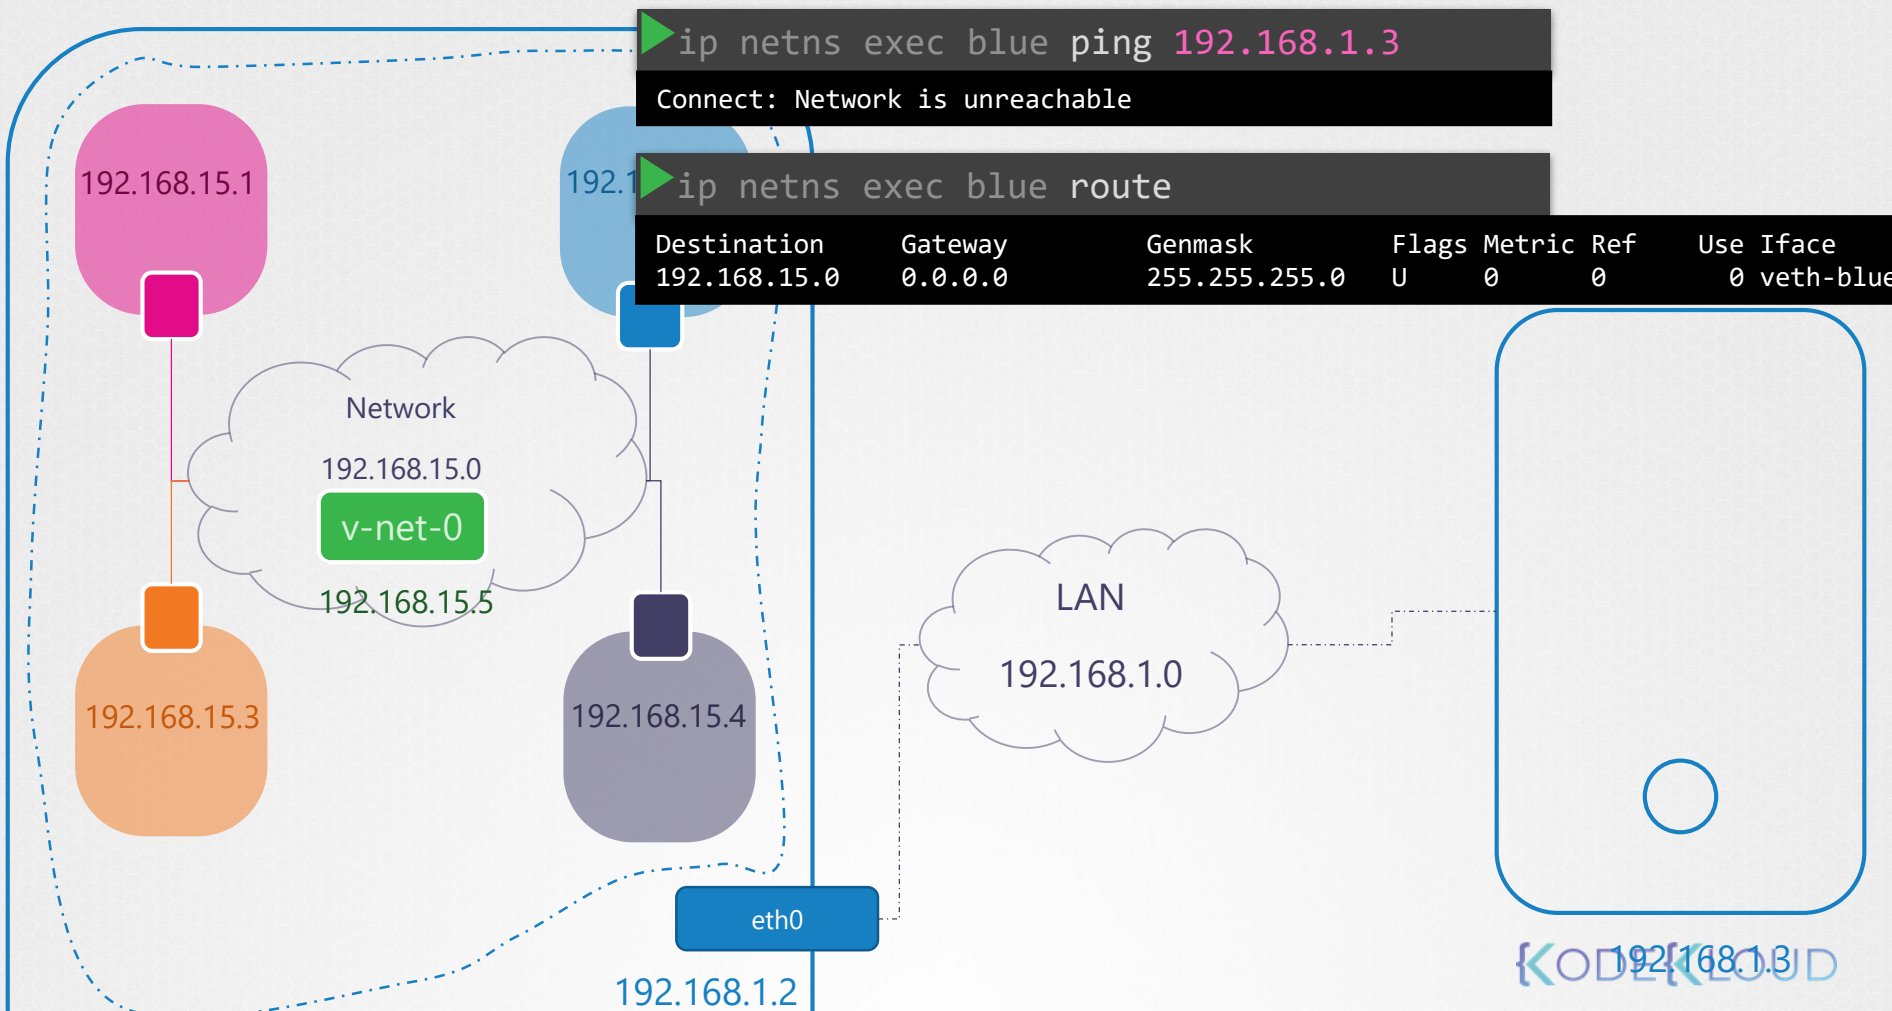 ip netns exec blue ping 192.168.1.3
Connect: Network is unreachable
192.168.15.1
192.1
ip netns exec blue route
Destination Gateway Genmask Flags Metric Ref Use Iface
192.168.15.0 0.0.0.0 255.255.255.0 U 0 0 0 veth-blue
Network
192.168.15.0
v-net-0
192.168.15.5
LAN
192.168.1.0
192.168.15.3
192.168.15.4
eth0
192.168.1.2
192.168.1.3
KODEKLOUD